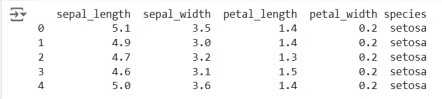 sepal_length sepal_width petal_length petal_width species
0 5.1 3.5 1.4 0.2 setosa
1 4.9 3.0 1.4 0.2 setosa
2 4.7 3.2 1.3 0.2 setosa
3 4.6 3.1 1.5 0.2 setosa
4 5.0 3.6 1.4 0.2 setosa